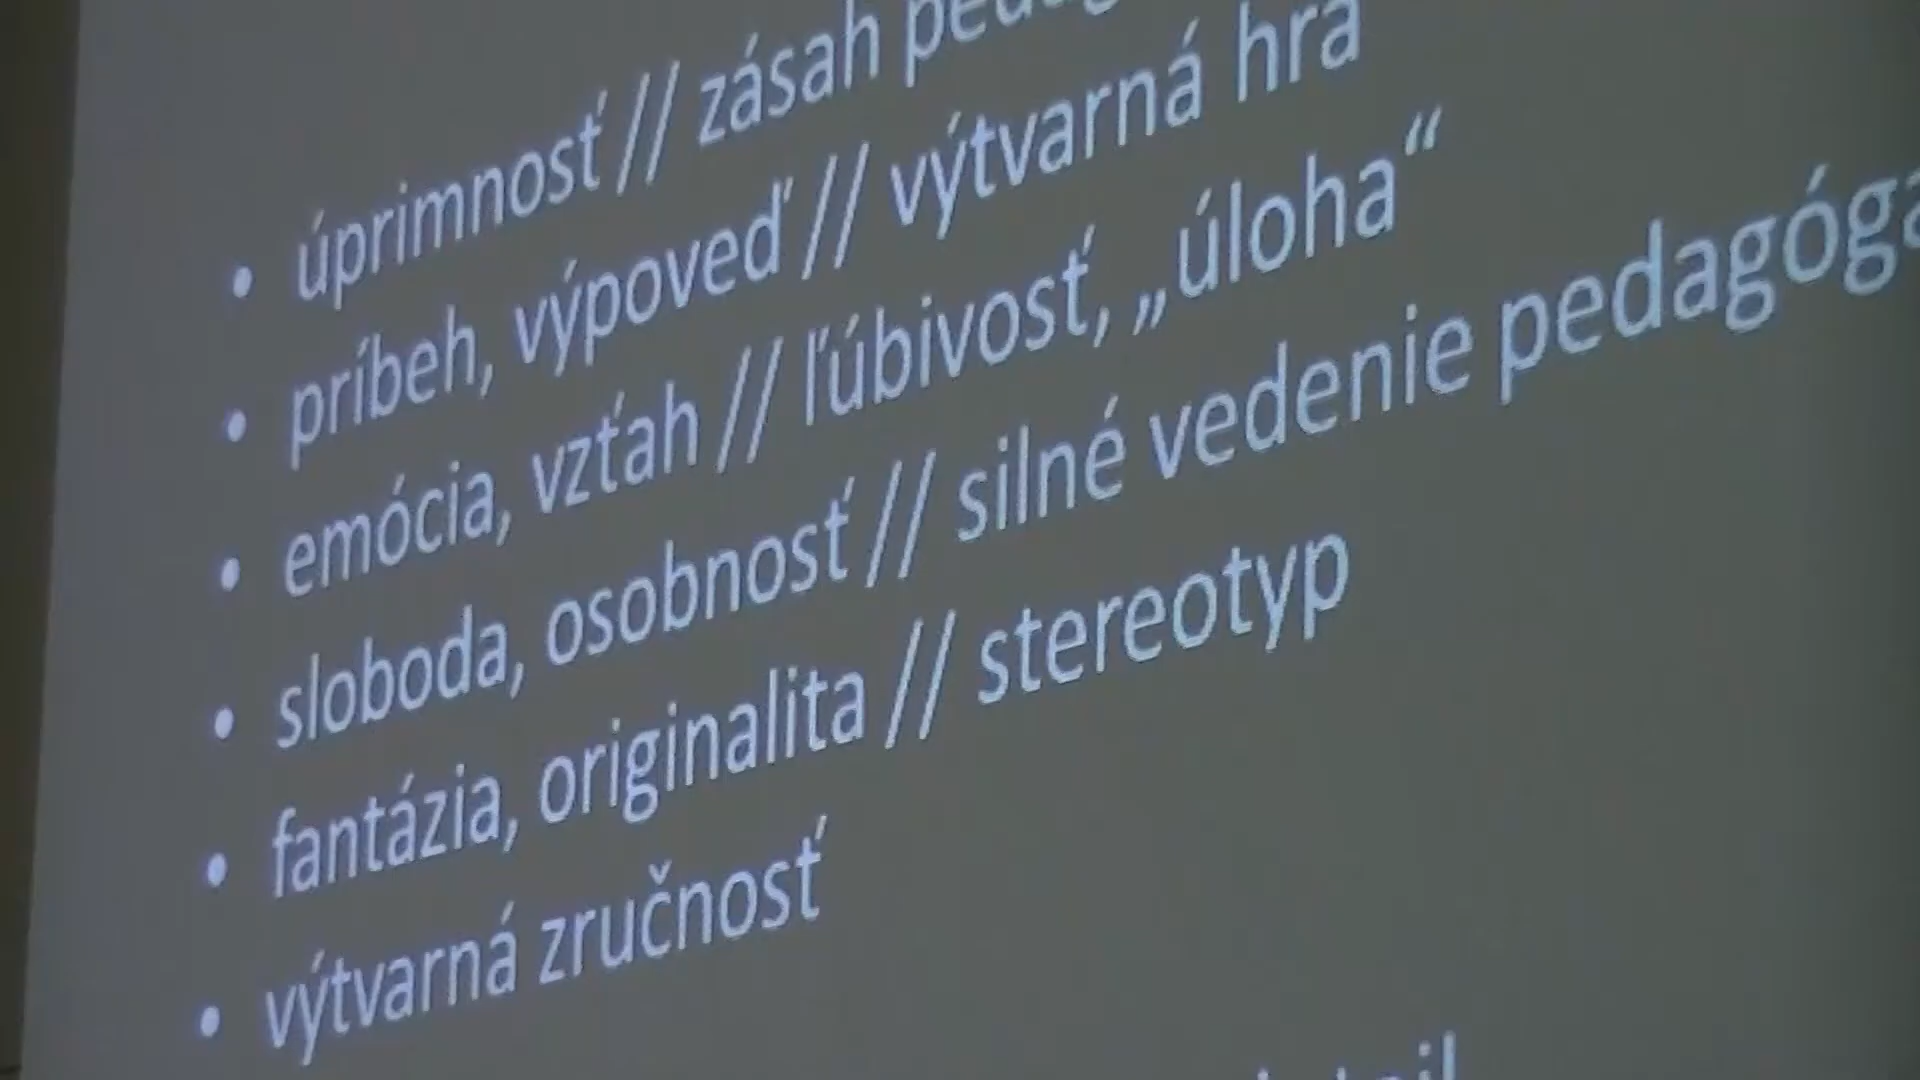 • úprimnosť // zásah
• príbeh, výpoveď // výtvarná hra
• emócia, vzťah // ľúbivosť, „úloha“
• sloboda, osobnosť // silné vedenie pedagóga
• fantázia, originalita // stereotyp
• výtvarná zručnosť